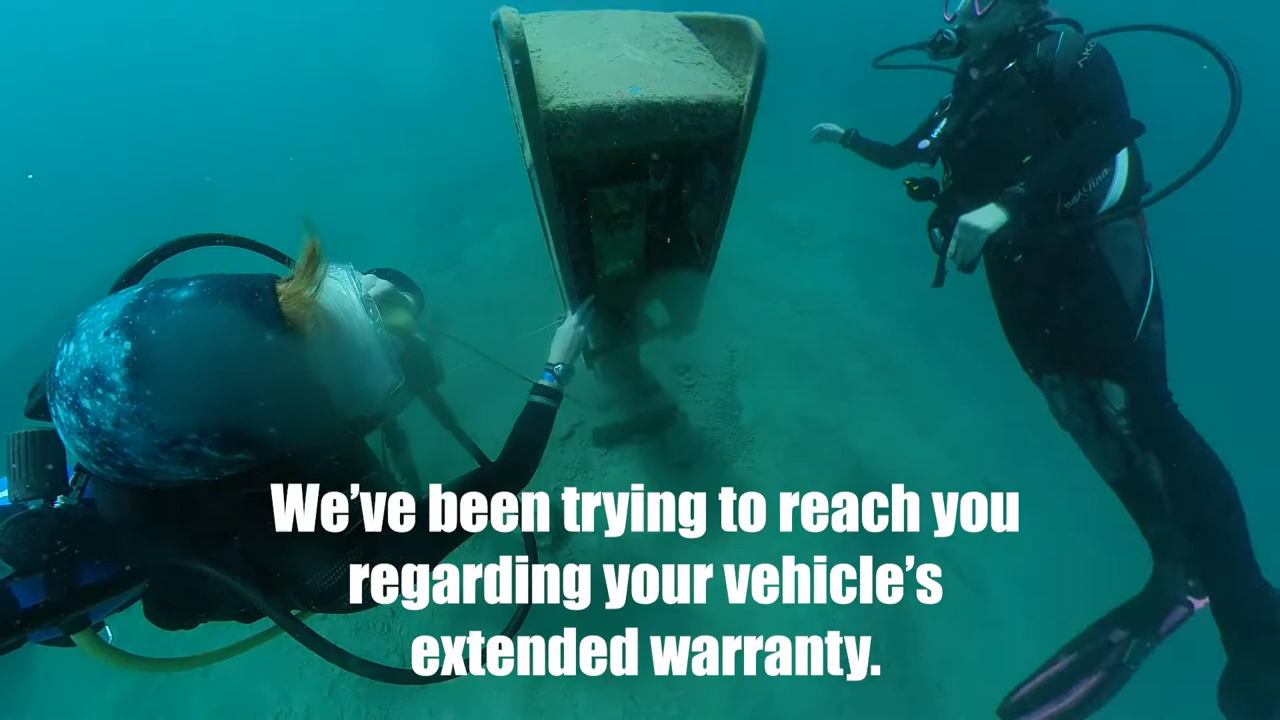 We've been trying to reach you
regarding your vehicle's
extended warranty.